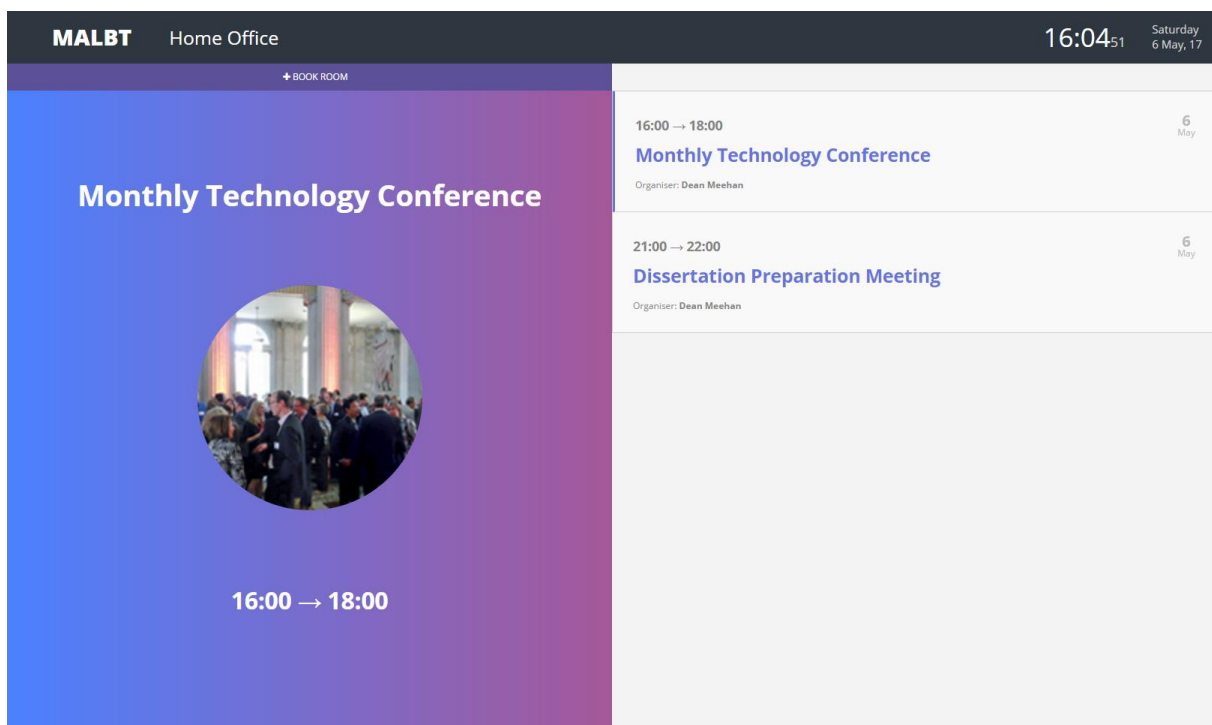 MALBT Home Office 16:04 51 Saturday
6 May, 17
+ BOOK ROOM
Monthly Technology Conference
16:00 → 18:00
16:00 → 18:00 6
May
Monthly Technology Conference
Organiser: Dean Meehan
21:00 → 22:00 6
May
Dissertation Preparation Meeting
Organiser: Dean Meehan